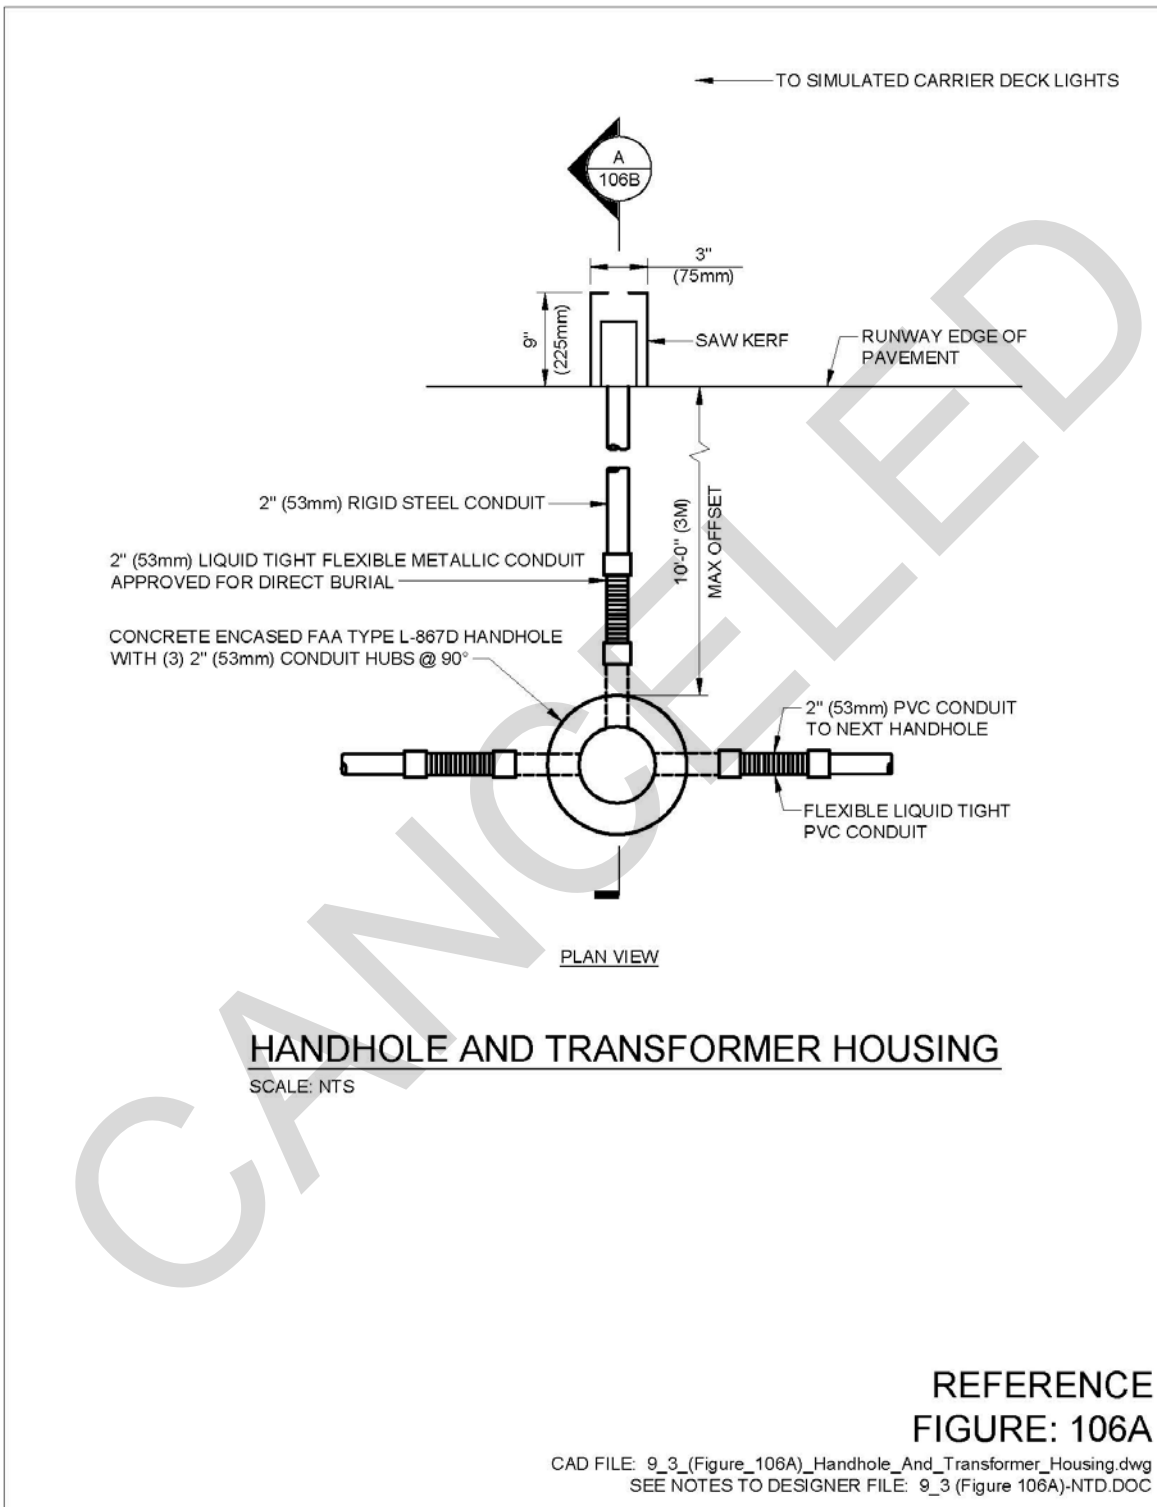 TO SIMULATED CARRIER DECK LIGHTS
A
106B
3"
(75mm)
9"
(225mm)
SAW KERF
RUNWAY EDGE OF
PAVEMENT
2" (53mm) RIGID STEEL CONDUIT
10'-0" (3M)
MAX OFFSET
2" (53mm) LIQUID TIGHT FLEXIBLE METALLIC CONDUIT
APPROVED FOR DIRECT BURIAL
CONCRETE ENCASED FAA TYPE L-867D HANDHOLE
WITH (3) 2" (53mm) CONDUIT HUBS @ 90°
2" (53mm) PVC CONDUIT
TO NEXT HANDHOLE
FLEXIBLE LIQUID TIGHT
PVC CONDUIT
PLAN VIEW
HANDHOLE AND TRANSFORMER HOUSING
SCALE: NTS
CANCELED
REFERENCE
FIGURE: 106A
CAD FILE: 9_3_(Figure_106A)_Handhole_And_Transformer_Housing.dwg
SEE NOTES TO DESIGNER FILE: 9_3 (Figure 106A)-NTD.DOC